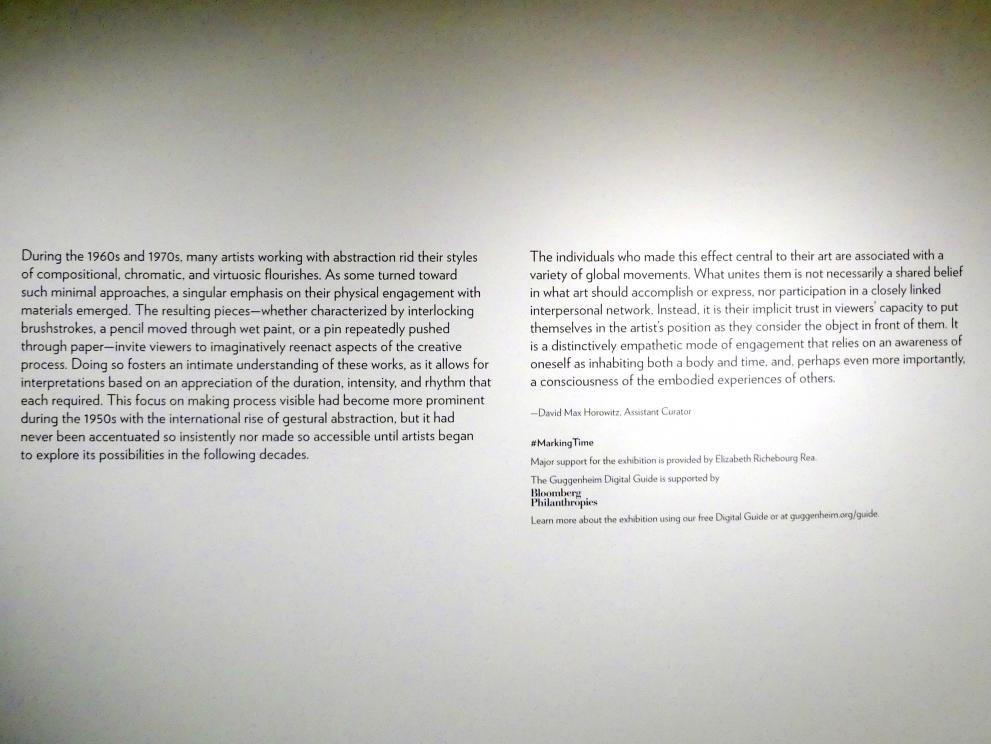 During the 1960s and 1970s, many artists working with abstraction rid their styles
of compositional, chromatic, and virtuosic flourishes. As some turned toward
such minimal approaches, a singular emphasis on their physical engagement with
materials emerged. The resulting pieces—whether characterized by interlocking
brushstrokes, a pencil moved through wet paint, or a pin repeatedly pushed
through paper—invite viewers to imaginatively reenact aspects of the creative
process. Doing so fosters an intimate understanding of these works, as it allows for
interpretations based on an appreciation of the duration, intensity, and rhythm that
each required. This focus on making process visible had become more prominent
during the 1950s with the international rise of gestural abstraction, but it had
never been accentuated so insistently nor made so accessible until artists began
to explore its possibilities in the following decades.
The individuals who made this effect central to their art are associated with a
variety of global movements. What unites them is not necessarily a shared belief
in what art should accomplish or express, nor participation in a closely linked
interpersonal network. Instead, it is their implicit trust in viewers' capacity to put
themselves in the artist's position as they consider the object in front of them. It
is a distinctively empathetic mode of engagement that relies on an awareness of
oneself as inhabiting both a body and time, and, perhaps even more importantly,
a consciousness of the embodied experiences of others.
—David Max Horowitz, Assistant Curator
#MarkingTime
Major support for the exhibition is provided by Elizabeth Richebourg Rea.
The Guggenheim Digital Guide is supported by
Bloomberg
Philanthropies
Learn more about the exhibition using our free Digital Guide or at guggenheim.org/guide.